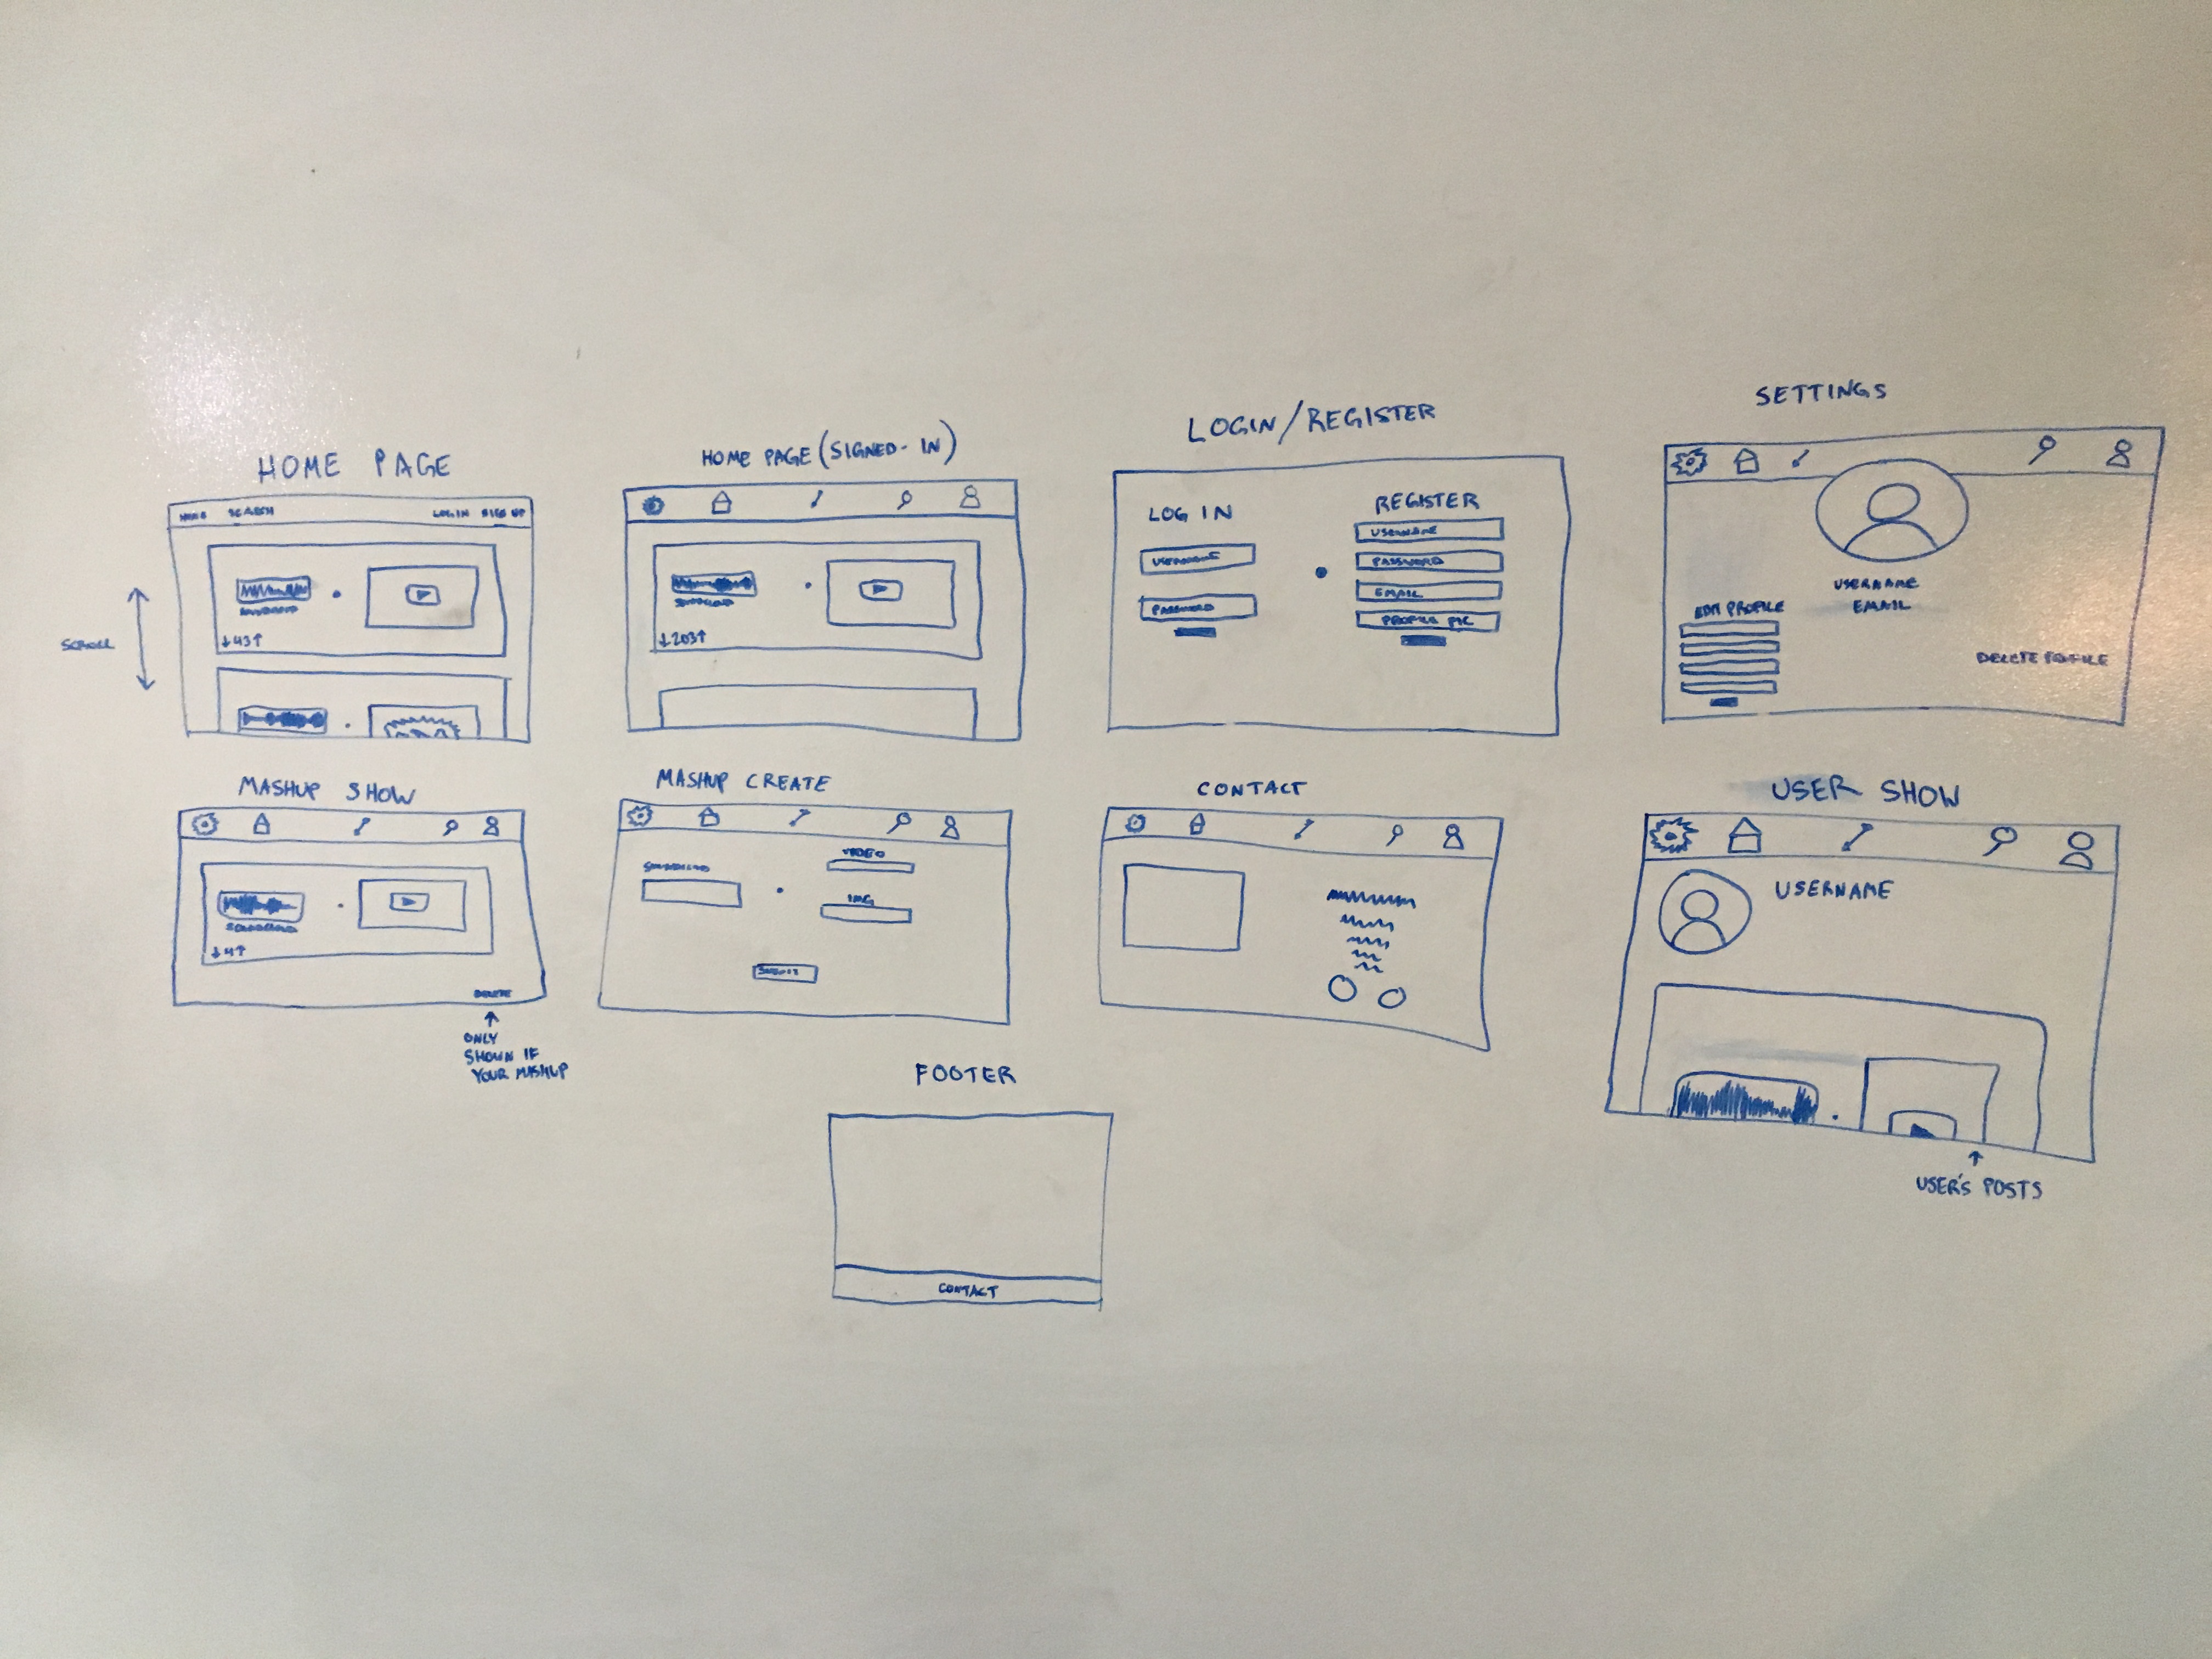 HOME PAGE
HOME SEARCH LOGIN SIGN UP
SOUNDCLOUD
↓43↑
SCROLL
HOME PAGE (SIGNED-IN)
SOUNDCLOUD
↓203↑
LOGIN/REGISTER
LOG IN
USERNAME
PASSWORD
REGISTER
USERNAME
PASSWORD
EMAIL
PROFILE PIC
SETTINGS
USERNAME
EMAIL
EDIT PROFILE
DELETE PROFILE
MASHUP SHOW
SOUNDCLOUD
↓4↑
DELETE
ONLY
SHOWN IF
YOUR MASHUP
MASHUP CREATE
SOUNDCLOUD
VIDEO
IMG
SUBMIT
CONTACT
USER SHOW
USERNAME
USER'S POSTS
FOOTER
CONTACT